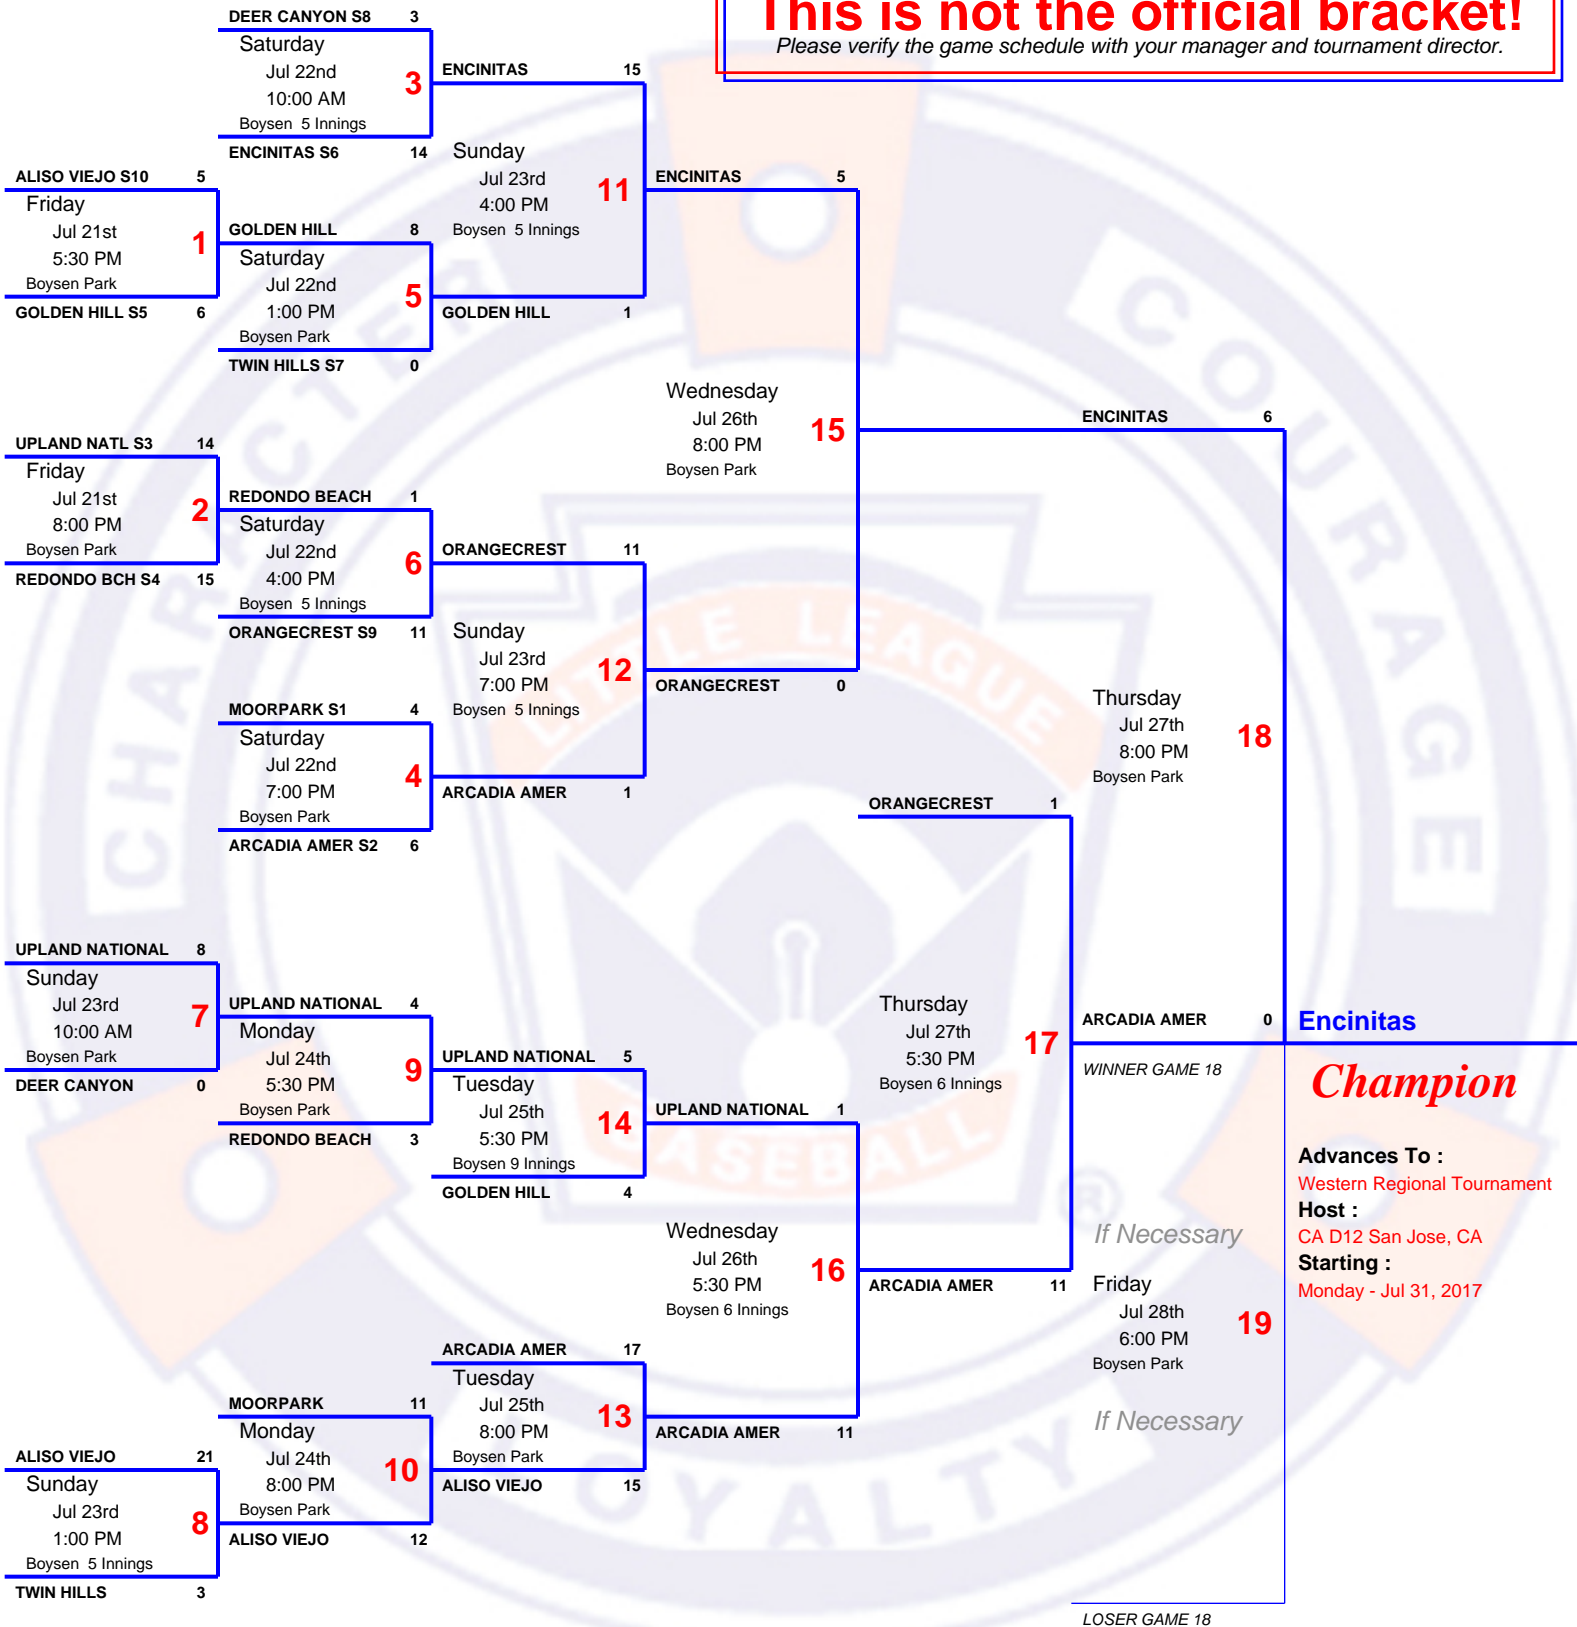 This is not the official bracket!
Please verify the game schedule with your manager and tournament director.
DEER CANYON S8 3
Saturday
Jul 22nd
10:00 AM
Boysen 5 Innings
3
ENCINITAS S6 14
ENCINITAS 15
Sunday
Jul 23rd
4:00 PM
Boysen 5 Innings
11
GOLDEN HILL 1
ALISO VIEJO S10 5
Friday
Jul 21st
5:30 PM
Boysen Park
1
GOLDEN HILL S5 6
GOLDEN HILL 8
Saturday
Jul 22nd
1:00 PM
Boysen Park
5
TWIN HILLS S7 0
ENCINITAS 5
Wednesday
Jul 26th
8:00 PM
Boysen Park
15
ORANGECREST 0
UPLAND NATL S3 14
Friday
Jul 21st
8:00 PM
Boysen Park
2
REDONDO BCH S4 15
REDONDO BEACH 1
Saturday
Jul 22nd
4:00 PM
Boysen 5 Innings
6
ORANGECREST S9 11
ORANGECREST 11
Sunday
Jul 23rd
7:00 PM
Boysen 5 Innings
12
ARCADIA AMER 1
MOORPARK S1 4
Saturday
Jul 22nd
7:00 PM
Boysen Park
4
ARCADIA AMER S2 6
ENCINITAS 6
Thursday
Jul 27th
8:00 PM
Boysen Park
18
ARCADIA AMER 0
WINNER GAME 18
ORANGECREST 1
Thursday
Jul 27th
5:30 PM
Boysen 6 Innings
17
ARCADIA AMER 11
UPLAND NATIONAL 8
Sunday
Jul 23rd
10:00 AM
Boysen Park
7
DEER CANYON 0
UPLAND NATIONAL 4
Monday
Jul 24th
5:30 PM
Boysen Park
9
REDONDO BEACH 3
UPLAND NATIONAL 5
Tuesday
Jul 25th
5:30 PM
Boysen 9 Innings
14
GOLDEN HILL 4
UPLAND NATIONAL 1
Wednesday
Jul 26th
5:30 PM
Boysen 6 Innings
16
ARCADIA AMER 11
ARCADIA AMER 17
Tuesday
Jul 25th
8:00 PM
Boysen Park
13
ALISO VIEJO 15
MOORPARK 11
Monday
Jul 24th
8:00 PM
Boysen Park
10
ALISO VIEJO 12
ALISO VIEJO 21
Sunday
Jul 23rd
1:00 PM
Boysen 5 Innings
8
TWIN HILLS 3
If Necessary
Friday
Jul 28th
6:00 PM
Boysen Park
19
If Necessary
LOSER GAME 18
Encinitas
Champion
Advances To :
Western Regional Tournament
Host :
CA D12 San Jose, CA
Starting :
Monday - Jul 31, 2017
CHARACTER
COURAGE
LOYALTY
LITTLE LEAGUE
BASEBALL
®